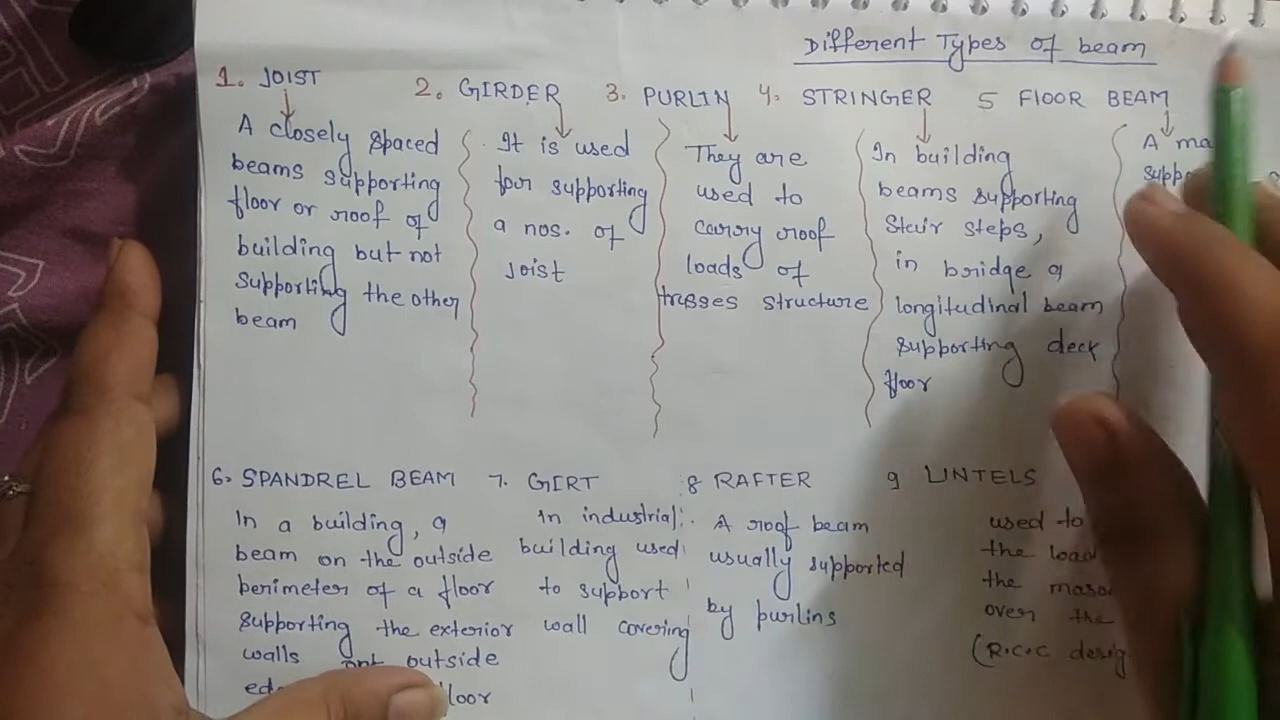 Different Types of beam
1. JOIST
A closely spaced
beams supporting
floor or roof of
building but not
supporting the other
beam
2. GIRDER
It is used
for supporting
a nos. of
Joist
3. PURLIN
They are
used to
carry roof
loads of
trusses structure
4. STRINGER
In building
beams supporting
Stair steps,
in bridge a
longitudinal beam
supporting deck
floor
5 FLOOR BEAM
A
6. SPANDREL BEAM
In a building, a
beam on the outside
perimeter of a floor
supporting the exterior
walls outside
floor
7. GIRT
In industrial
building used
to support
wall covering
8 RAFTER
A roof beam
usually supported
by purlins
9 LINTELS
used to
the load
the
over the
(R.C.C